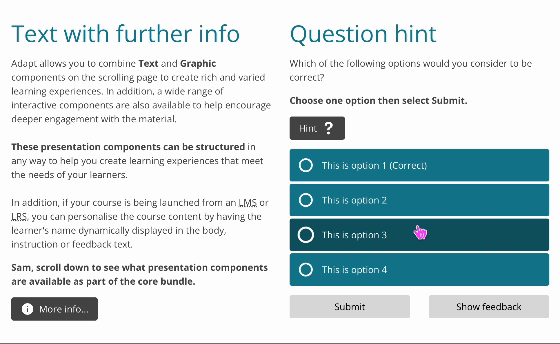 Text with further info
Adapt allows you to combine Text and Graphic
components on the scrolling page to create rich and varied
learning experiences. In addition, a wide range of
interactive components are also available to help encourage
deeper engagement with the material.
These presentation components can be structured in
any way to help you create learning experiences that meet
the needs of your learners.
In addition, if your course is being launched from an LMS or
LRS, you can personalise the course content by having the
learner's name dynamically displayed in the body,
instruction or feedback text.
Sam, scroll down to see what presentation components
are available as part of the core bundle.
More info...
Question hint
Which of the following options would you consider to be
correct?
Choose one option then select Submit.
Hint ?
This is option 1 (Correct)
This is option 2
This is option 3
This is option 4
Submit
Show feedback